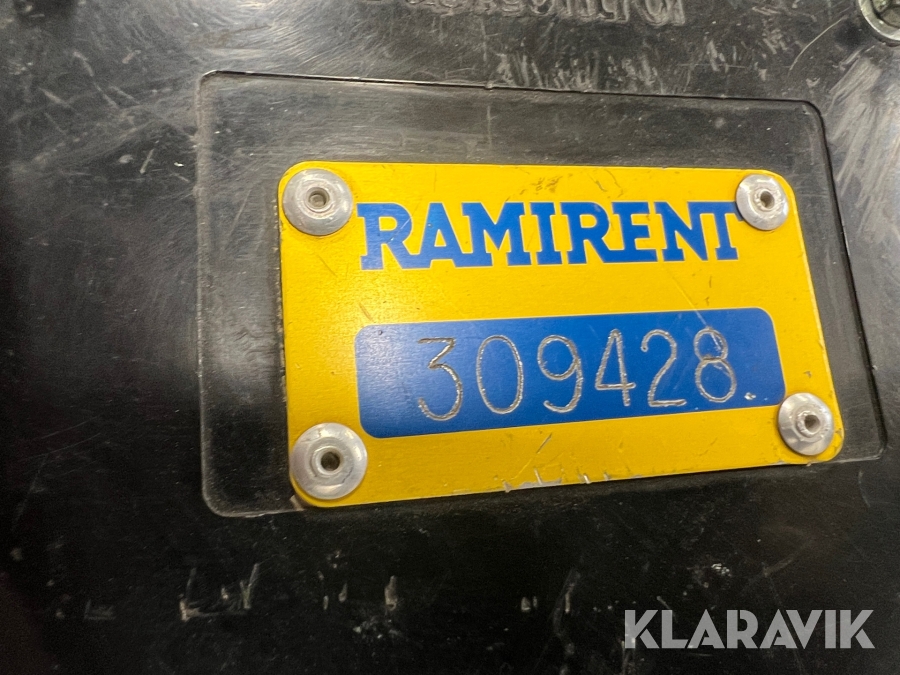 RAMIRENT
309428.
KLARAVIK